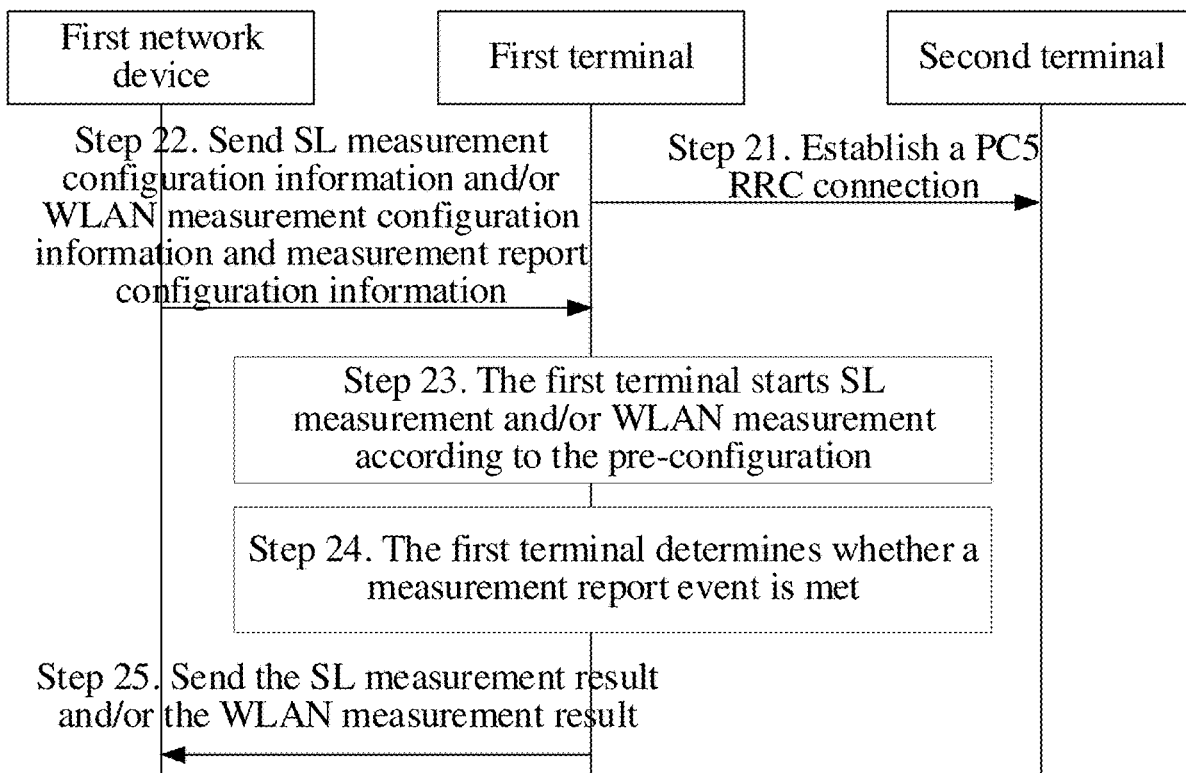 First network
device
First terminal
Second terminal
Step 22. Send SL measurement
configuration information and/or
WLAN measurement configuration
information and measurement report
configuration information
Step 21. Establish a PC5
RRC connection
Step 23. The first terminal starts SL
measurement and/or WLAN measurement
according to the pre-configuration
Step 24. The first terminal determines whether a
measurement report event is met
Step 25. Send the SL measurement result
and/or the WLAN measurement result